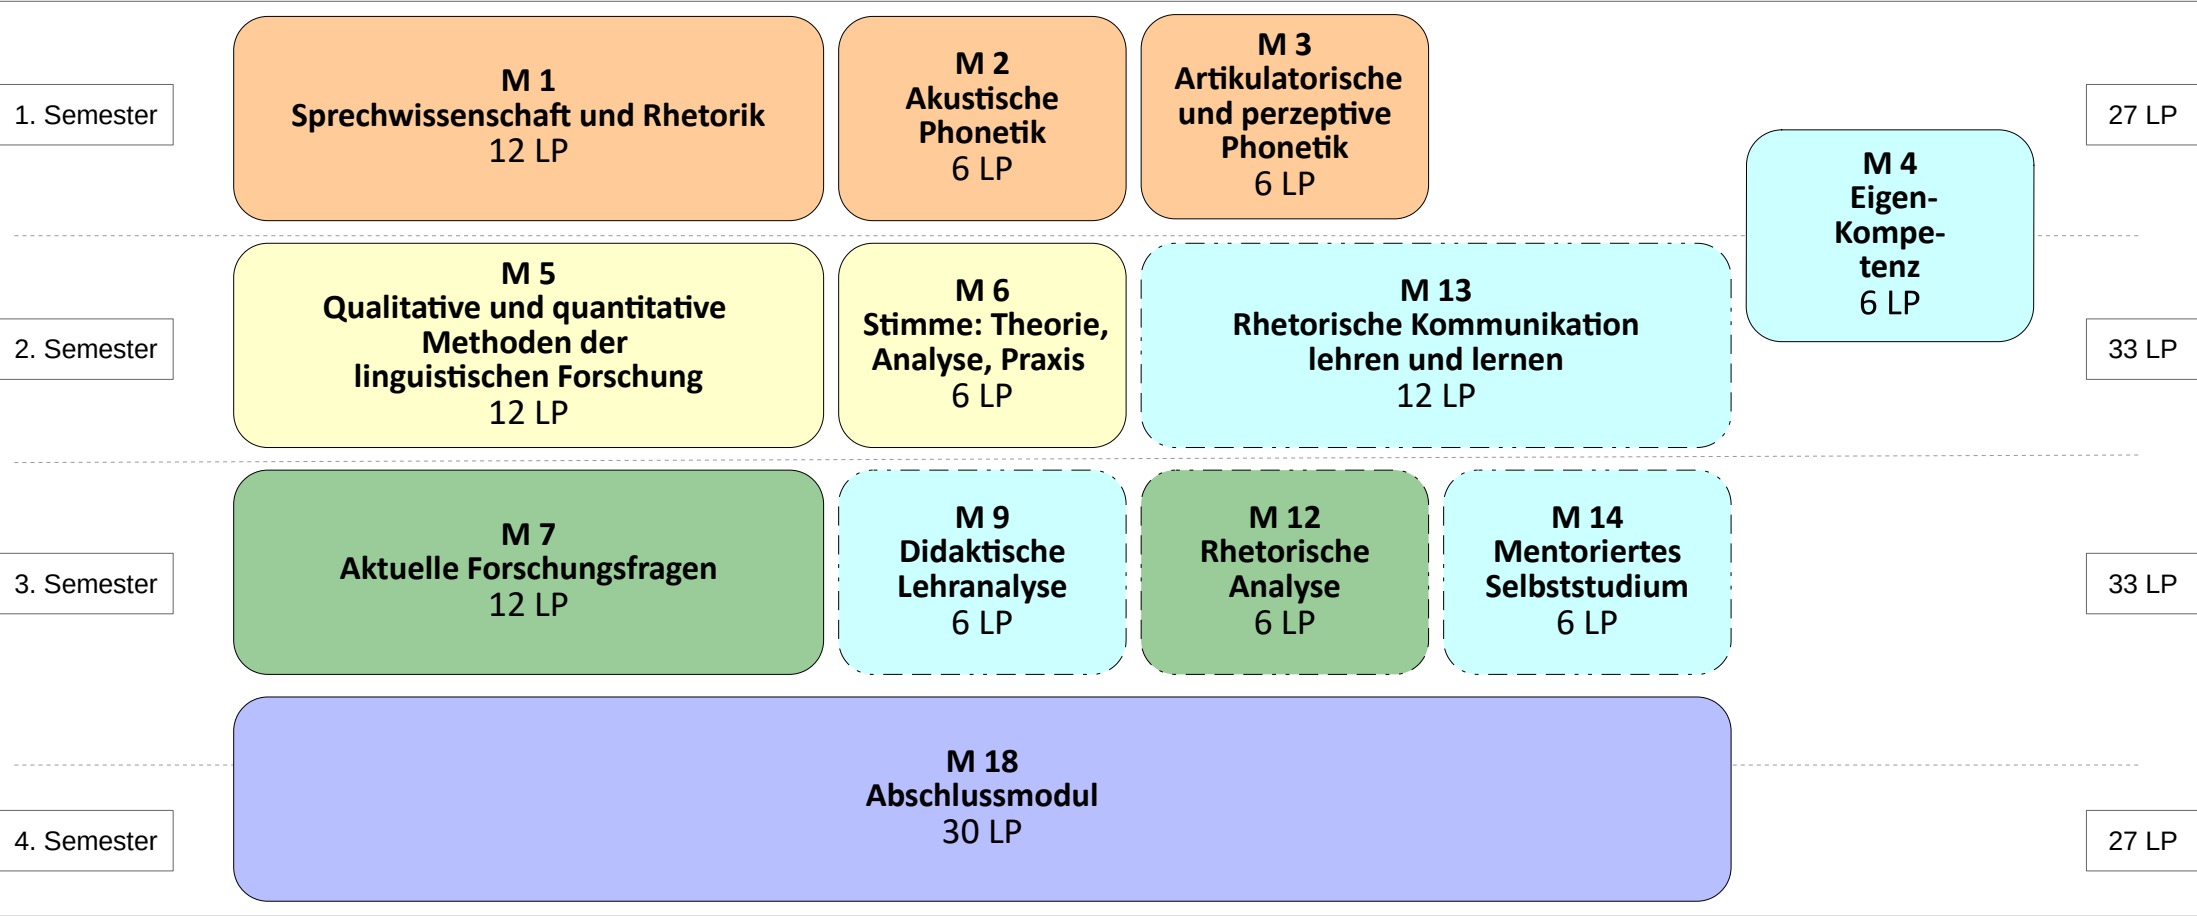 1. Semester
M 1
Sprechwissenschaft und Rhetorik
12 LP
M 2
Akustische
Phonetik
6 LP
M 3
Artikulatorische
und perzeptive
Phonetik
6 LP
M 4
Eigen-
Kompe-
tenz
6 LP
27 LP
2. Semester
M 5
Qualitative und quantitative
Methoden der
linguistischen Forschung
12 LP
M 6
Stimme: Theorie,
Analyse, Praxis
6 LP
M 13
Rhetorische Kommunikation
lehren und lernen
12 LP
33 LP
3. Semester
M 7
Aktuelle Forschungsfragen
12 LP
M 9
Didaktische
Lehranalyse
6 LP
M 12
Rhetorische
Analyse
6 LP
M 14
Mentoriertes
Selbststudium
6 LP
33 LP
4. Semester
M 18
Abschlussmodul
30 LP
27 LP